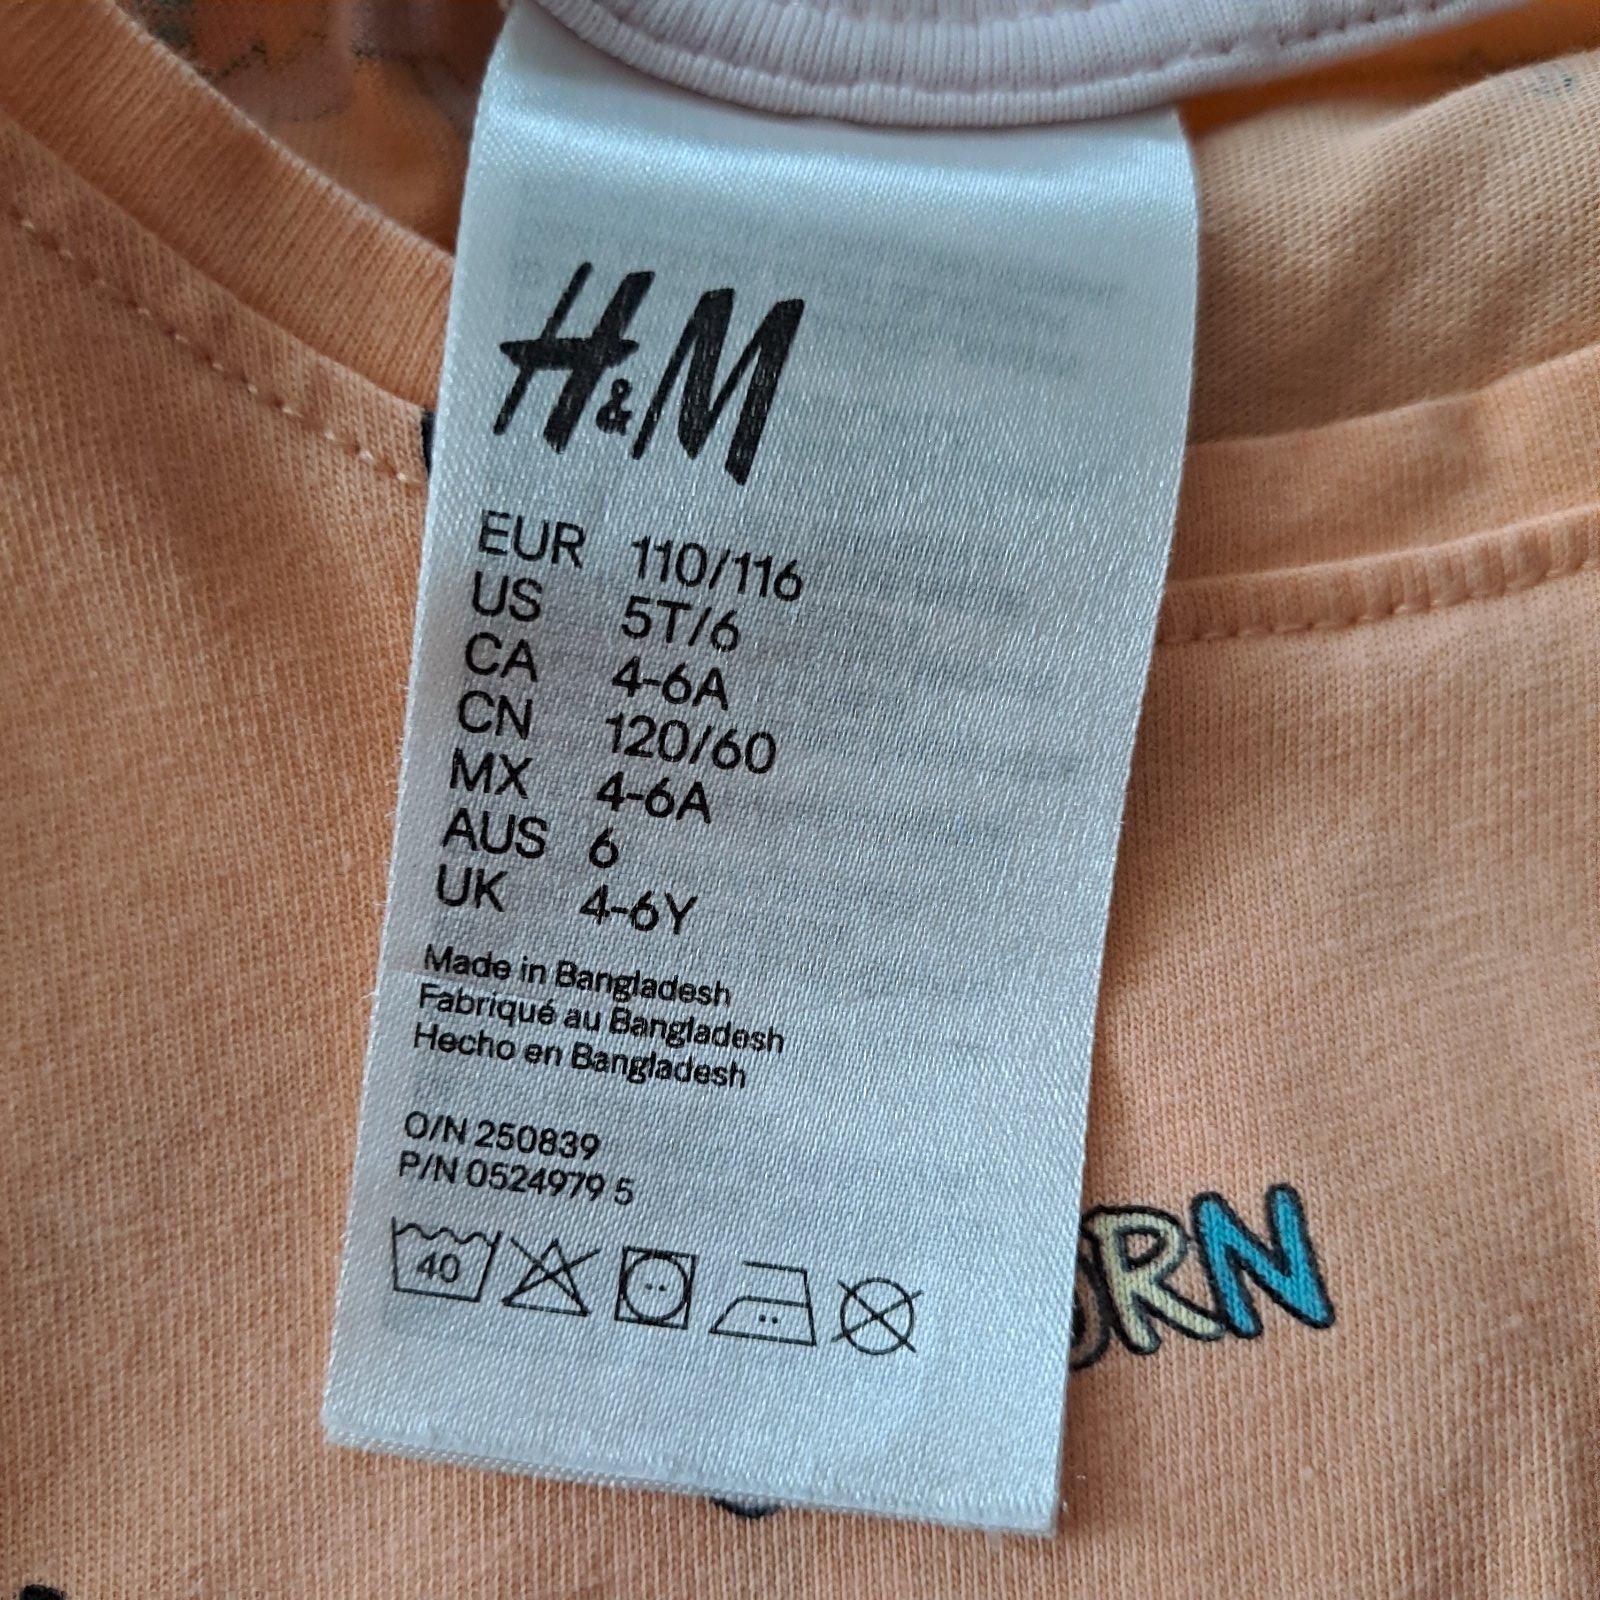 H&M
EUR 110/116
US 5T/6
CA 4-6A
CN 120/60
MX 4-6A
AUS 6
UK 4-6Y
Made in Bangladesh
Fabriqué au Bangladesh
Hecho en Bangladesh
O/N 250839
P/N 0524979 5
40
RN